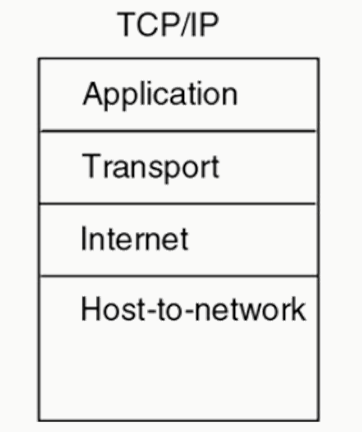 TCP/IP
Application
Transport
Internet
Host-to-network